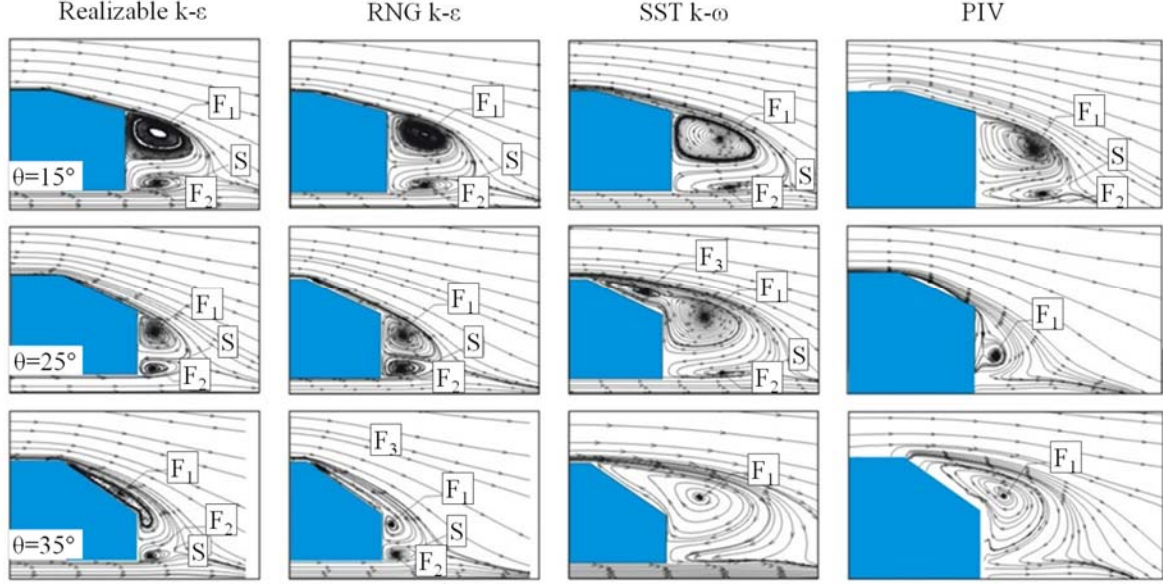 Realizable k-ε RNG k-ε SST k-ω PIV
F₁ F₁ F₁ F₁
S S S S
θ=15° F₂ F₂ F₂ F₂
F₃
F₁ F₁ F₁ F₁
S S S
θ=25° F₂ F₂ F₂
F₃
F₁ F₁ F₁ F₁
F₂ S
θ=35° S F₂